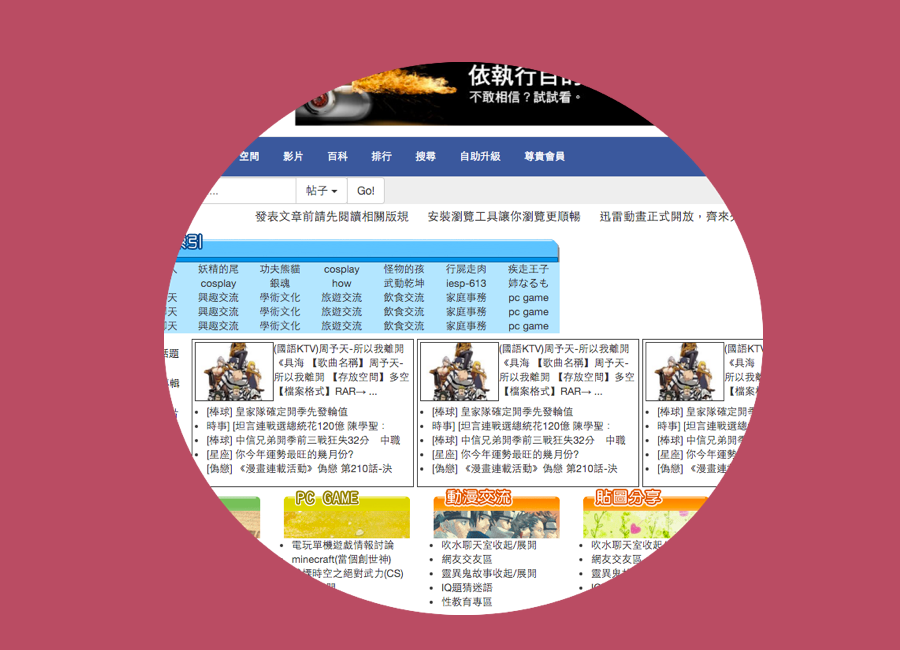 依執行目的
不敢相信？試試看。
空間 影片 百科 排行 搜尋 自助升級 尊貴會員
... 帖子 Go!
發表文章前請先閱讀相關版規 安裝瀏覽工具讓你瀏覽更順暢 迅雷動畫正式開放，齊來
索引
妖精的尾 功夫熊貓 cosplay 怪物的孩 行屍走肉 疾走王子
cosplay 銀魂 how 武動乾坤 iesp-613 姉なるも
天 興趣交流 學術文化 旅遊交流 飲食交流 家庭事務 pc game
天 興趣交流 學術文化 旅遊交流 飲食交流 家庭事務 pc game
天 興趣交流 學術文化 旅遊交流 飲食交流 家庭事務 pc game
話題
輯
(國語KTV)周予天-所以我離開
《具海 【歌曲名稱】周予天-
所以我離開 【存放空間】多空
【檔案格式】RAR→ ...
[棒球] 皇家隊確定開季先發輪值
時事] [坦言連戰選總統花120億 陳學聖：
[棒球] 中信兄弟開季前三戰狂失32分 中職
[星座] 你今年運勢最旺的幾月份?
[偽戀] 《漫畫連載活動》偽戀 第210話-決
(國語KTV)周予天-所以我離開
《具海 【歌曲名稱】周予天-
所以我離開 【存放空間】多空
【檔案格式】RAR→ ...
[棒球] 皇家隊確定開季先發輪值
時事] [坦言連戰選總統花120億 陳學聖：
[棒球] 中信兄弟開季前三戰狂失32分 中職
[星座] 你今年運勢最旺的幾月份?
[偽戀] 《漫畫連載活動》偽戀 第210話-決
(國語KTV)周
《具海 【歌
所以我離開
【檔案
[棒球] 皇家隊確定開季
時事] [坦言連戰選總
[棒球] 中信兄弟開季
[星座] 你今年運
[偽戀] 《漫畫連
PC GAME
電玩單機遊戲情報討論
minecraft(當個創世神)
時空之絕對武力(CS)
動漫交流
吹水聊天室收起/展開
網友交友區
靈異鬼故事收起/展開
IQ題猜迷語
性教育專區
貼圖分享
吹水聊天室收起
網友交友區
靈異鬼